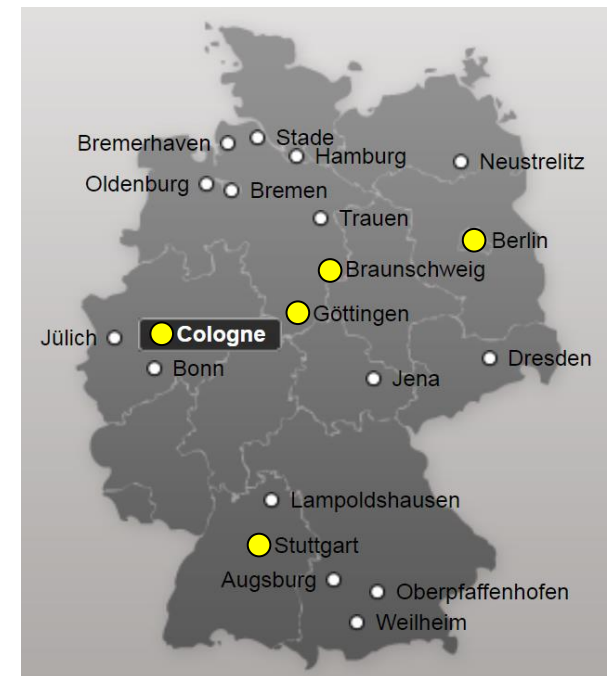 Stade
Bremerhaven
Hamburg
Neustrelitz
Oldenburg
Bremen
Trauen
Berlin
Braunschweig
Göttingen
Cologne
Jülich
Dresden
Bonn
Jena
Lampoldshausen
Stuttgart
Augsburg
Oberpfaffenhofen
Weilheim